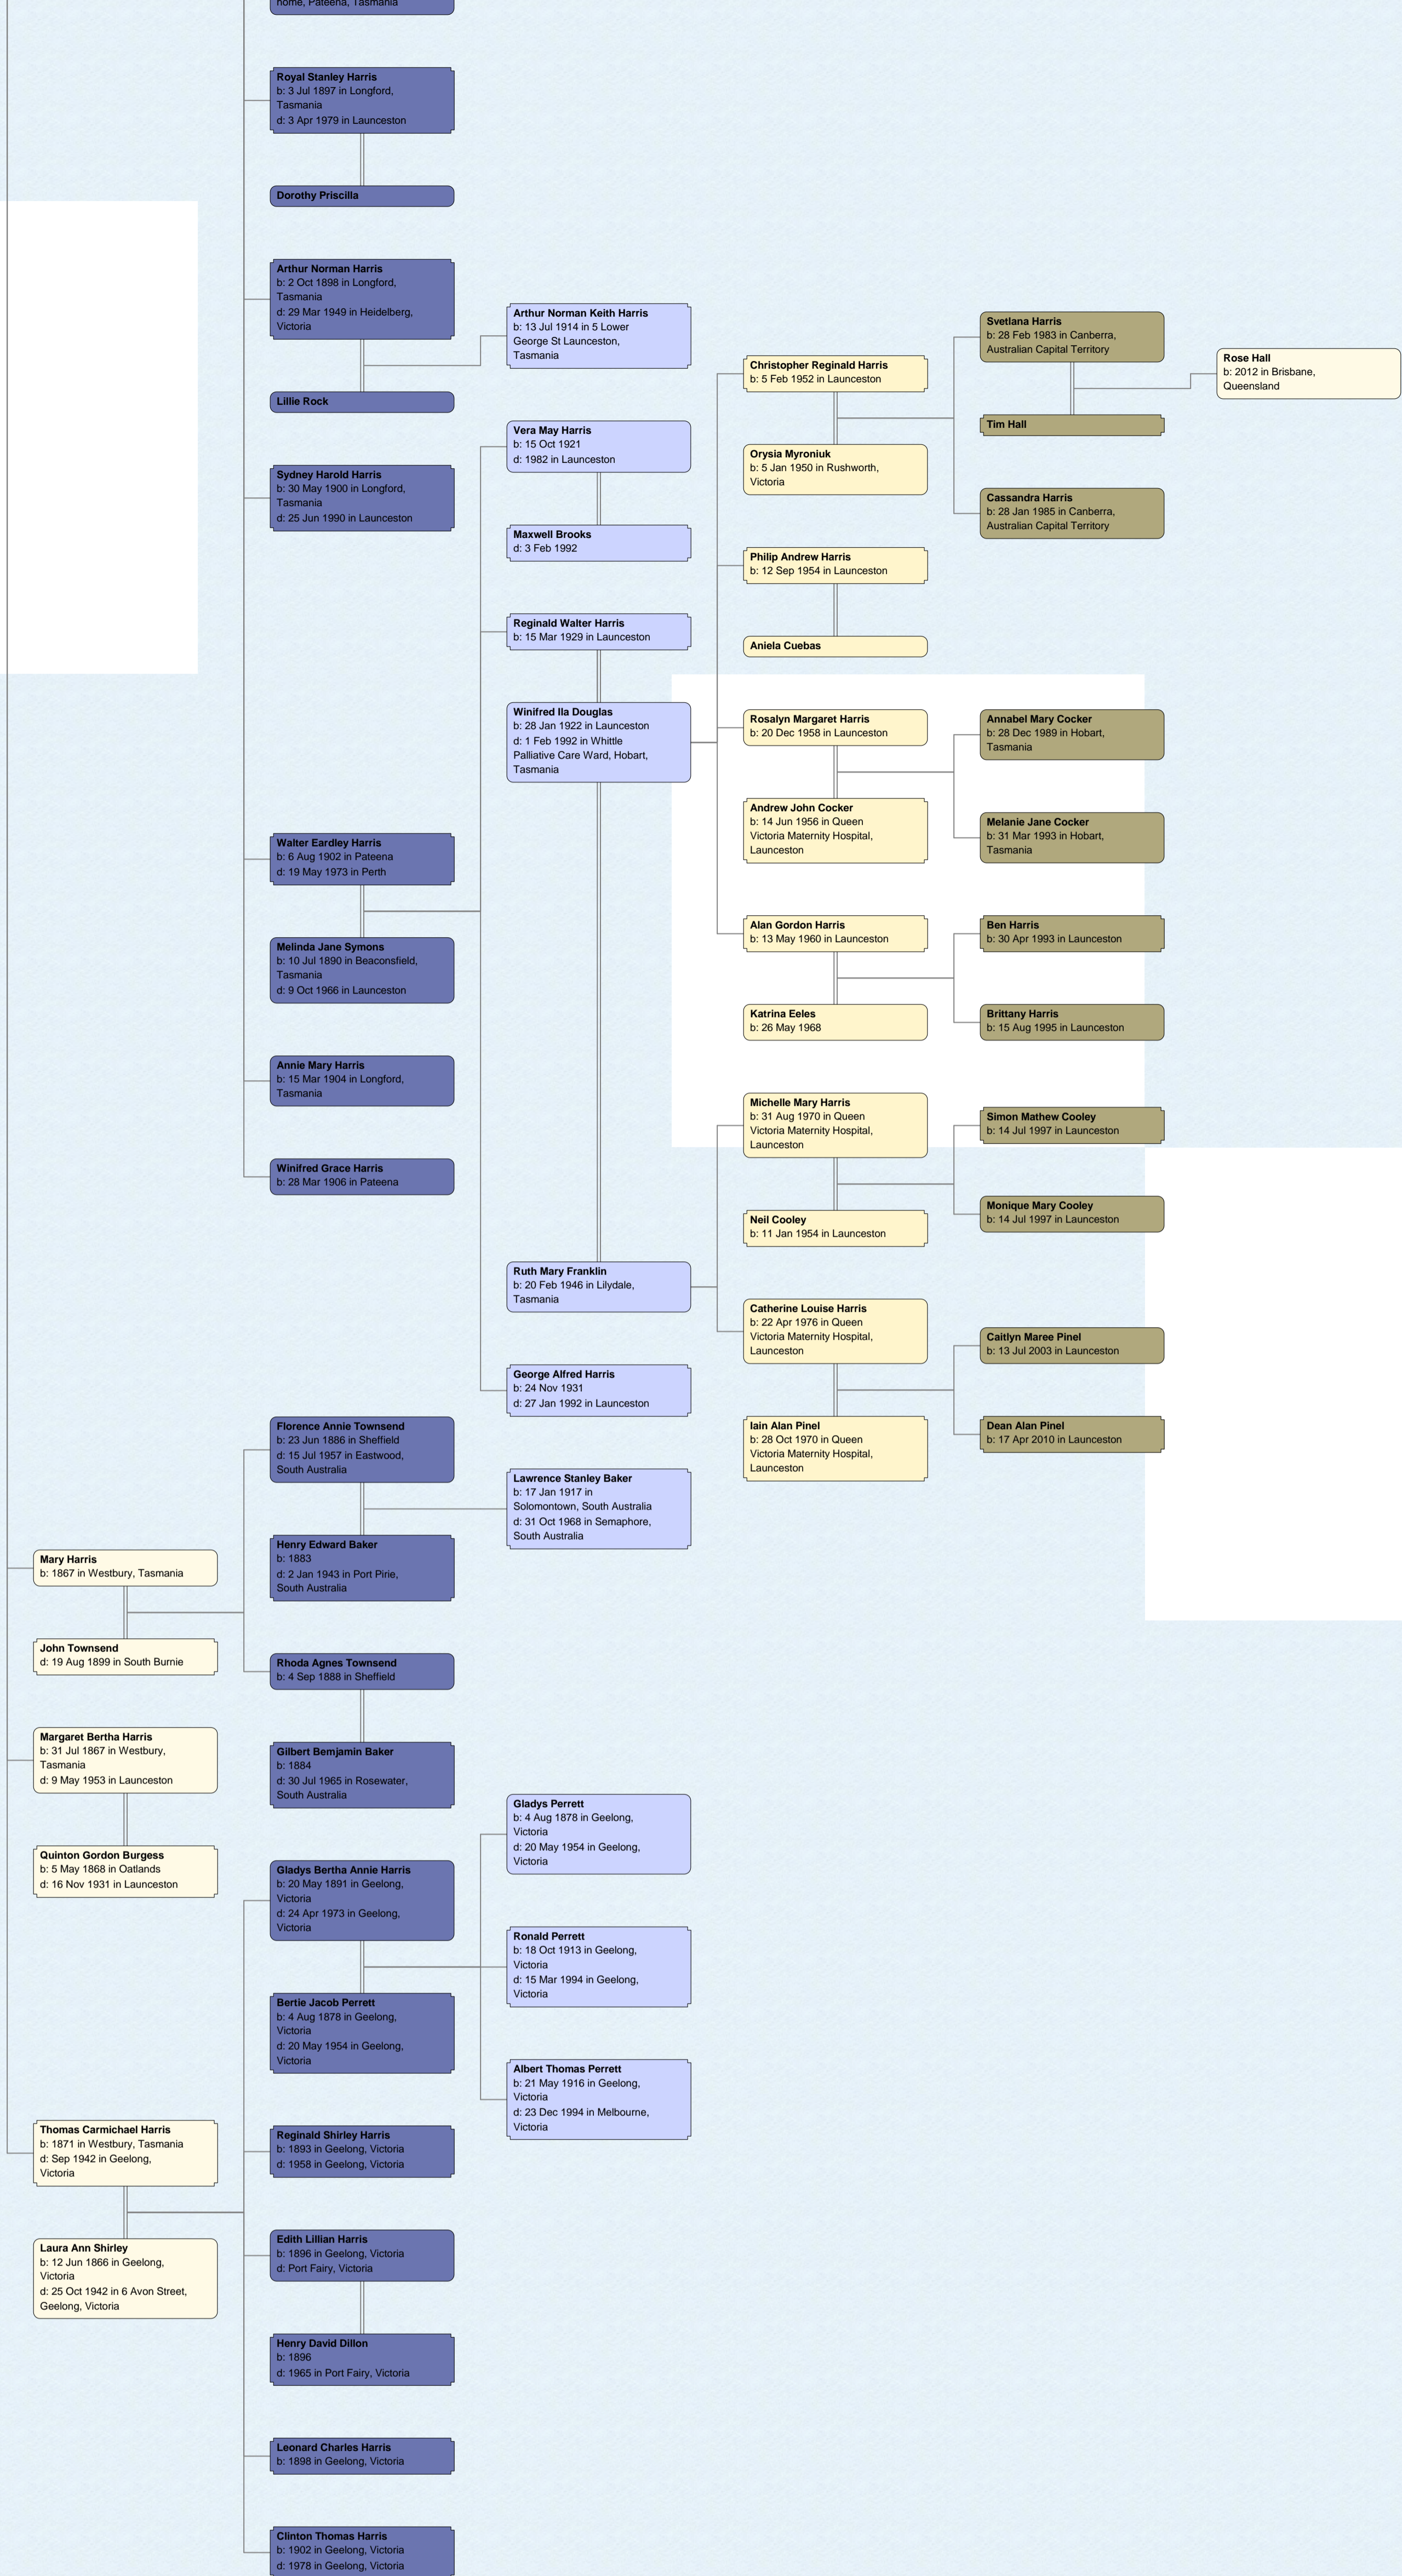 home, Pateena, Tasmania
Royal Stanley Harris
b: 3 Jul 1897 in Longford,
Tasmania
d: 3 Apr 1979 in Launceston
Dorothy Priscilla
Arthur Norman Harris
b: 2 Oct 1898 in Longford,
Tasmania
d: 29 Mar 1949 in Heidelberg,
Victoria
Lillie Rock
Arthur Norman Keith Harris
b: 13 Jul 1914 in 5 Lower
George St Launceston,
Tasmania
Sydney Harold Harris
b: 30 May 1900 in Longford,
Tasmania
d: 25 Jun 1990 in Launceston
Vera May Harris
b: 15 Oct 1921
d: 1982 in Launceston
Maxwell Brooks
d: 3 Feb 1992
Christopher Reginald Harris
b: 5 Feb 1952 in Launceston
Orysia Myroniuk
b: 5 Jan 1950 in Rushworth,
Victoria
Svetlana Harris
b: 28 Feb 1983 in Canberra,
Australian Capital Territory
Tim Hall
Rose Hall
b: 2012 in Brisbane,
Queensland
Cassandra Harris
b: 28 Jan 1985 in Canberra,
Australian Capital Territory
Philip Andrew Harris
b: 12 Sep 1954 in Launceston
Aniela Cuebas
Reginald Walter Harris
b: 15 Mar 1929 in Launceston
Winifred Ila Douglas
b: 28 Jan 1922 in Launceston
d: 1 Feb 1992 in Whittle
Palliative Care Ward, Hobart,
Tasmania
Rosalyn Margaret Harris
b: 20 Dec 1958 in Launceston
Andrew John Cocker
b: 14 Jun 1956 in Queen
Victoria Maternity Hospital,
Launceston
Annabel Mary Cocker
b: 28 Dec 1989 in Hobart,
Tasmania
Melanie Jane Cocker
b: 31 Mar 1993 in Hobart,
Tasmania
Walter Eardley Harris
b: 6 Aug 1902 in Pateena
d: 19 May 1973 in Perth
Melinda Jane Symons
b: 10 Jul 1890 in Beaconsfield,
Tasmania
d: 9 Oct 1966 in Launceston
Alan Gordon Harris
b: 13 May 1960 in Launceston
Katrina Eeles
b: 26 May 1968
Ben Harris
b: 30 Apr 1993 in Launceston
Brittany Harris
b: 15 Aug 1995 in Launceston
Annie Mary Harris
b: 15 Mar 1904 in Longford,
Tasmania
Winifred Grace Harris
b: 28 Mar 1906 in Pateena
Michelle Mary Harris
b: 31 Aug 1970 in Queen
Victoria Maternity Hospital,
Launceston
Neil Cooley
b: 11 Jan 1954 in Launceston
Simon Mathew Cooley
b: 14 Jul 1997 in Launceston
Monique Mary Cooley
b: 14 Jul 1997 in Launceston
Ruth Mary Franklin
b: 20 Feb 1946 in Lilydale,
Tasmania
Catherine Louise Harris
b: 22 Apr 1976 in Queen
Victoria Maternity Hospital,
Launceston
Iain Alan Pinel
b: 28 Oct 1970 in Queen
Victoria Maternity Hospital,
Launceston
Caitlyn Maree Pinel
b: 13 Jul 2003 in Launceston
Dean Alan Pinel
b: 17 Apr 2010 in Launceston
George Alfred Harris
b: 24 Nov 1931
d: 27 Jan 1992 in Launceston
Florence Annie Townsend
b: 23 Jun 1886 in Sheffield
d: 15 Jul 1957 in Eastwood,
South Australia
Henry Edward Baker
b: 1883
d: 2 Jan 1943 in Port Pirie,
South Australia
Lawrence Stanley Baker
b: 17 Jan 1917 in
Solomontown, South Australia
d: 31 Oct 1968 in Semaphore,
South Australia
Mary Harris
b: 1867 in Westbury, Tasmania
John Townsend
d: 19 Aug 1899 in South Burnie
Rhoda Agnes Townsend
b: 4 Sep 1888 in Sheffield
Gilbert Bemjamin Baker
b: 1884
d: 30 Jul 1965 in Rosewater,
South Australia
Margaret Bertha Harris
b: 31 Jul 1867 in Westbury,
Tasmania
d: 9 May 1953 in Launceston
Quinton Gordon Burgess
b: 5 May 1868 in Oatlands
d: 16 Nov 1931 in Launceston
Gladys Bertha Annie Harris
b: 20 May 1891 in Geelong,
Victoria
d: 24 Apr 1973 in Geelong,
Victoria
Bertie Jacob Perrett
b: 4 Aug 1878 in Geelong,
Victoria
d: 20 May 1954 in Geelong,
Victoria
Gladys Perrett
b: 4 Aug 1878 in Geelong,
Victoria
d: 20 May 1954 in Geelong,
Victoria
Ronald Perrett
b: 18 Oct 1913 in Geelong,
Victoria
d: 15 Mar 1994 in Geelong,
Victoria
Albert Thomas Perrett
b: 21 May 1916 in Geelong,
Victoria
d: 23 Dec 1994 in Melbourne,
Victoria
Thomas Carmichael Harris
b: 1871 in Westbury, Tasmania
d: Sep 1942 in Geelong,
Victoria
Laura Ann Shirley
b: 12 Jun 1866 in Geelong,
Victoria
d: 25 Oct 1942 in 6 Avon Street,
Geelong, Victoria
Reginald Shirley Harris
b: 1893 in Geelong, Victoria
d: 1958 in Geelong, Victoria
Edith Lillian Harris
b: 1896 in Geelong, Victoria
d: Port Fairy, Victoria
Henry David Dillon
b: 1896
d: 1965 in Port Fairy, Victoria
Leonard Charles Harris
b: 1898 in Geelong, Victoria
Clinton Thomas Harris
b: 1902 in Geelong, Victoria
d: 1978 in Geelong, Victoria